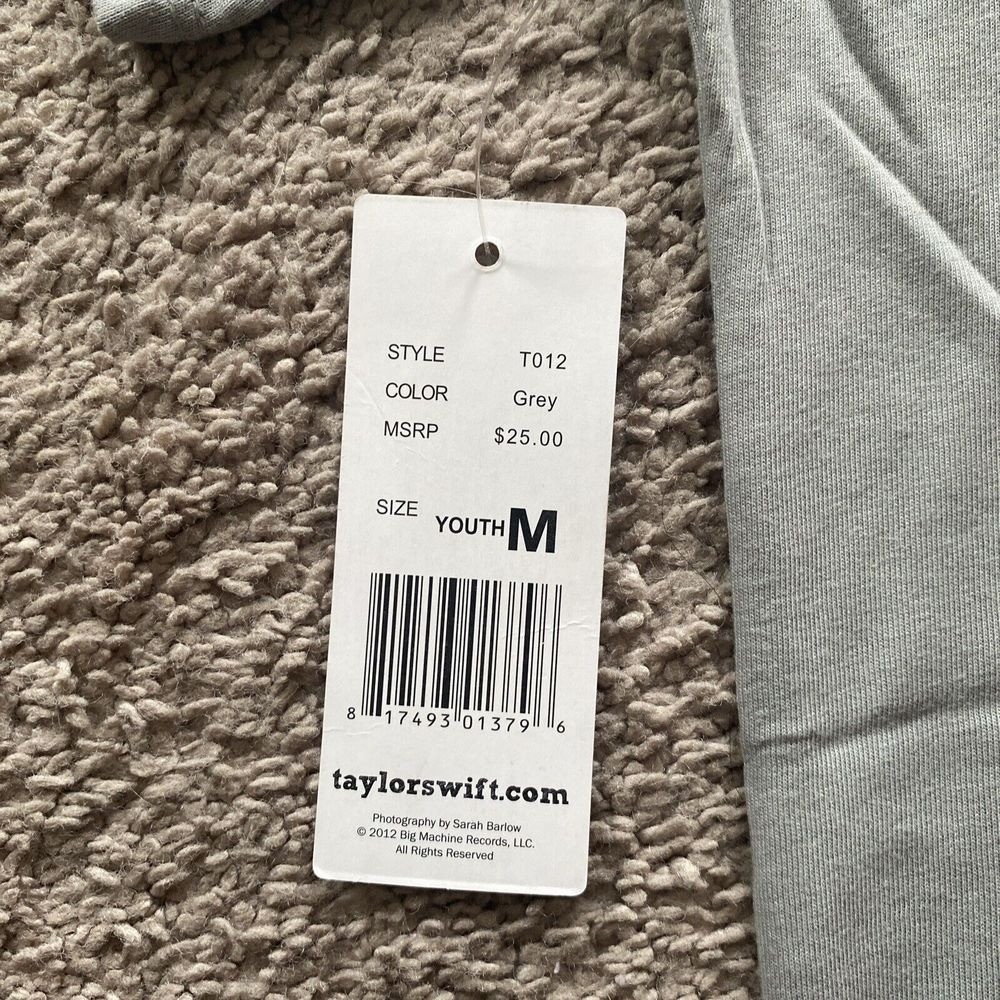 STYLE T012
COLOR Grey
MSRP $25.00
SIZE YOUTH M
8 17493 01379 6
taylorswift.com
Photography by Sarah Barlow
© 2012 Big Machine Records, LLC.
All Rights Reserved